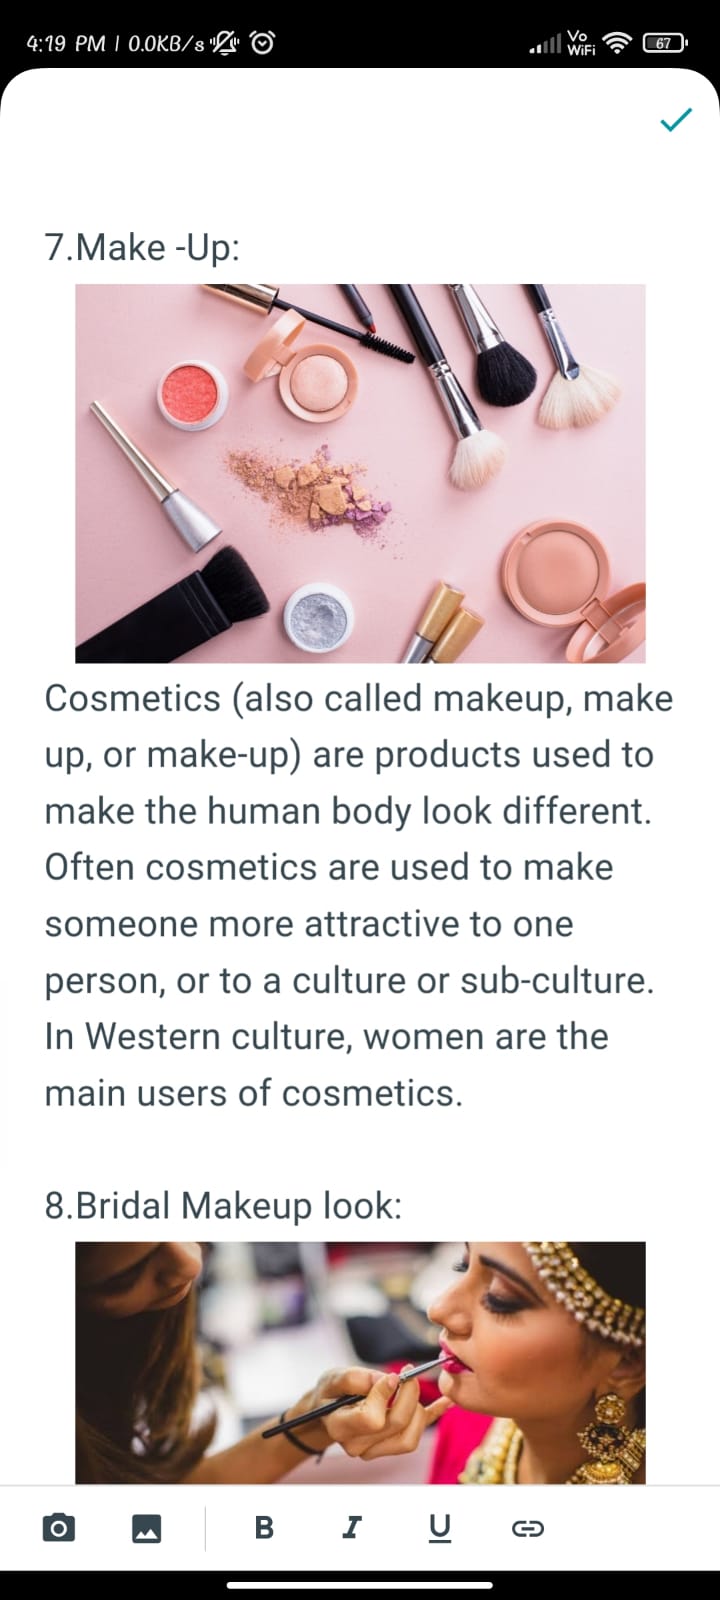 4:19 PM | 0.0KB/s
Vo
WiFi
67
7.Make -Up:
Cosmetics (also called makeup, make
up, or make-up) are products used to
make the human body look different.
Often cosmetics are used to make
someone more attractive to one
person, or to a culture or sub-culture.
In Western culture, women are the
main users of cosmetics.
8.Bridal Makeup look:
B I U